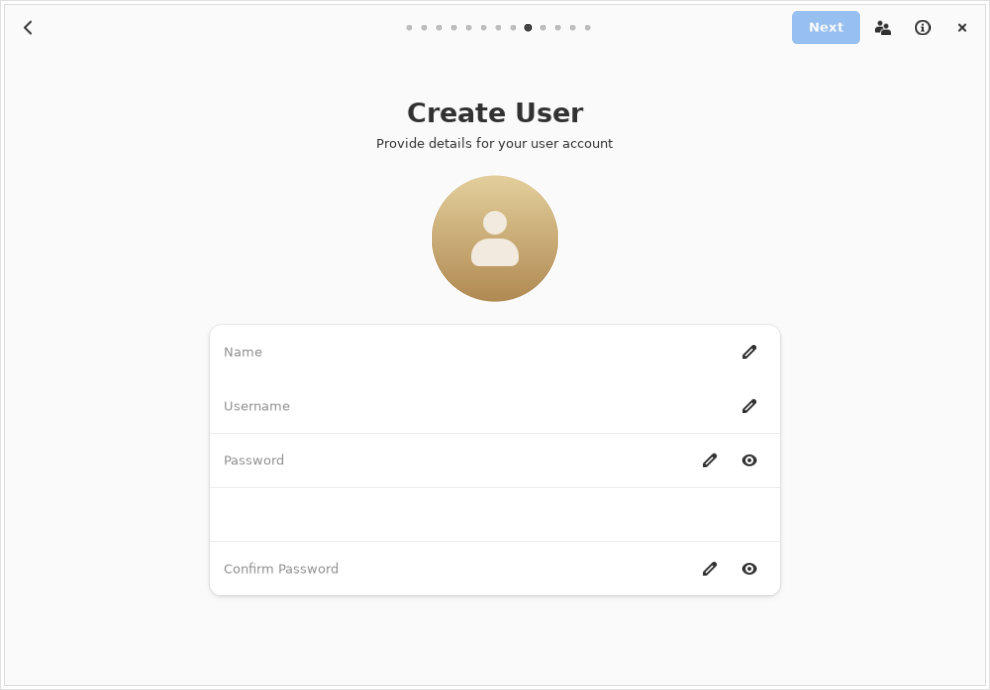 Next
Create User
Provide details for your user account
Name
Username
Password
Confirm Password